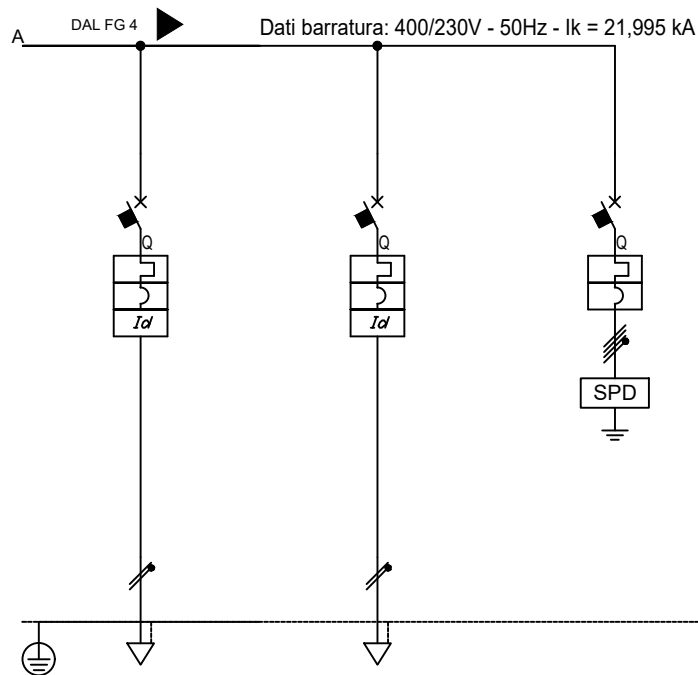 DAL FG 4 Dati barratura: 400/230V - 50Hz - Ik = 21,995 kA
A
Q Q Q
Id Id
SPD